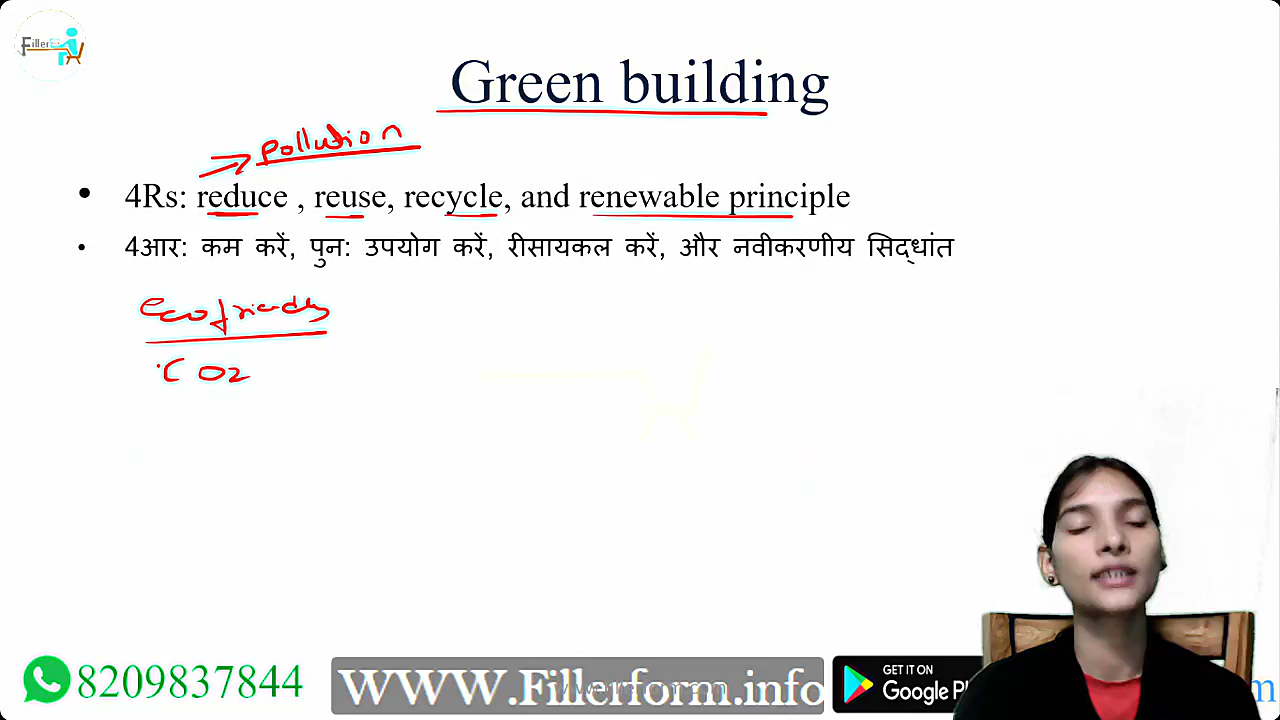 Filler
Green building
pollution
• 4Rs: reduce , reuse, recycle, and renewable principle
• 4आर: कम करें, पुन: उपयोग करें, रीसायकल करें, और नवीकरणीय सिद्धांत
ecofriendly
CO2
8209837844
www.Fillerform.info
GET IT ON
Google Pl
m